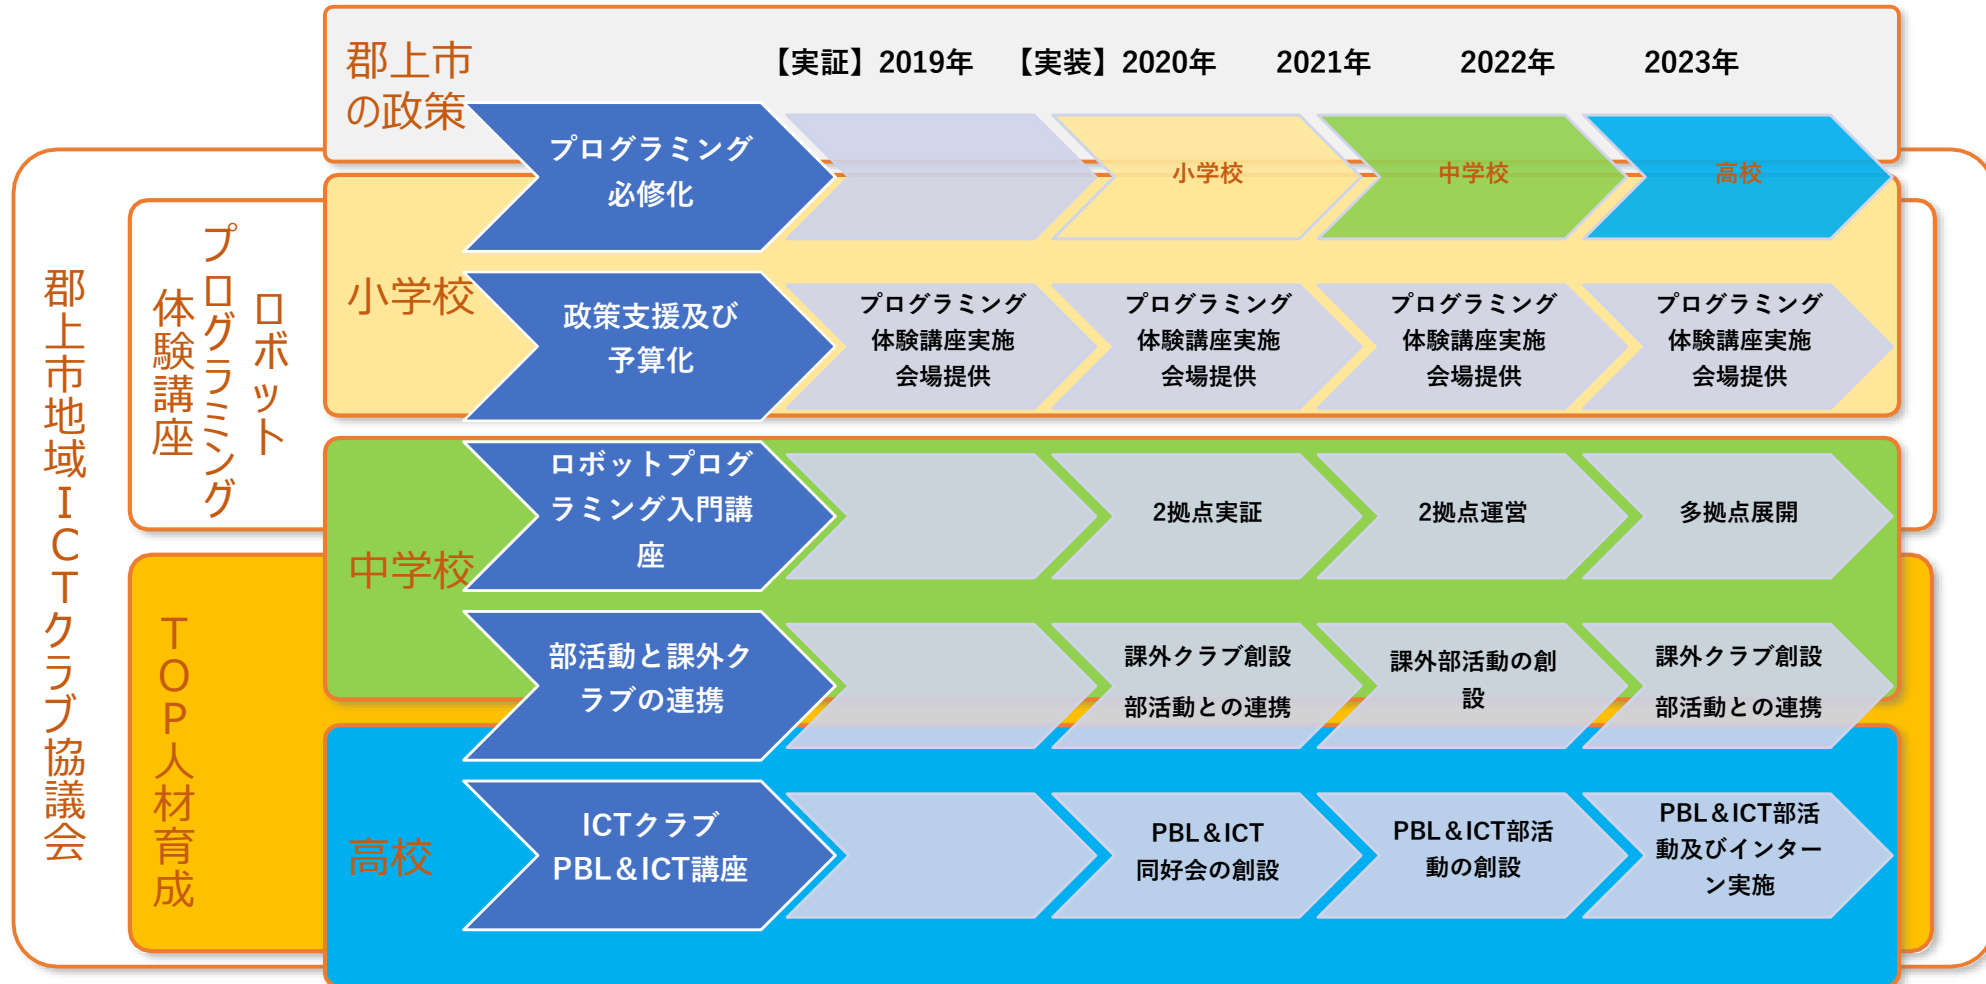 郡上市
の政策
【実証】2019年
【実装】2020年
2021年
2022年
2023年
プログラミング
必修化
小学校
中学校
高校
郡上市地域ICTクラブ協議会
ロボット
プログラミング
体験講座
小学校
政策支援及び
予算化
プログラミング
体験講座実施
会場提供
プログラミング
体験講座実施
会場提供
プログラミング
体験講座実施
会場提供
プログラミング
体験講座実施
会場提供
中学校
ロボットプログ
ラミング入門講
座
2拠点実証
2拠点運営
多拠点展開
TOP人材育成
部活動と課外ク
ラブの連携
課外クラブ創設
部活動との連携
課外部活動の創
設
課外クラブ創設
部活動との連携
高校
ICTクラブ
PBL&ICT講座
PBL&ICT
同好会の創設
PBL&ICT部活
動の創設
PBL&ICT部活
動及びインター
ン実施